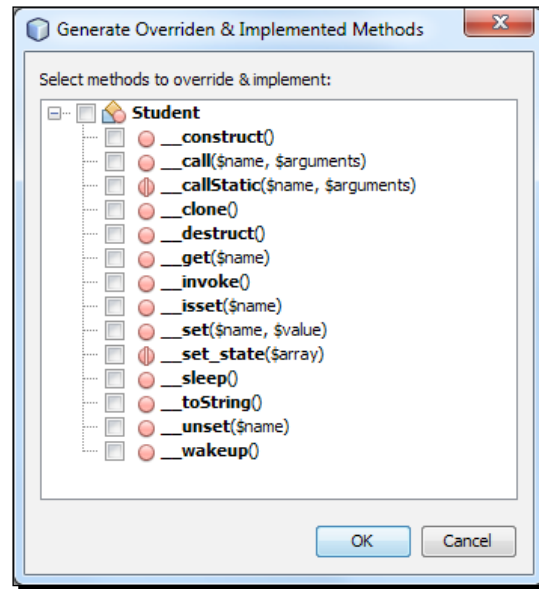 Generate Overriden & Implemented Methods
Select methods to override & implement:
Student
__construct()
__call($name, $arguments)
__callStatic($name, $arguments)
__clone()
__destruct()
__get($name)
__invoke()
__isset($name)
__set($name, $value)
__set_state($array)
__sleep()
__toString()
__unset($name)
__wakeup()
OK Cancel